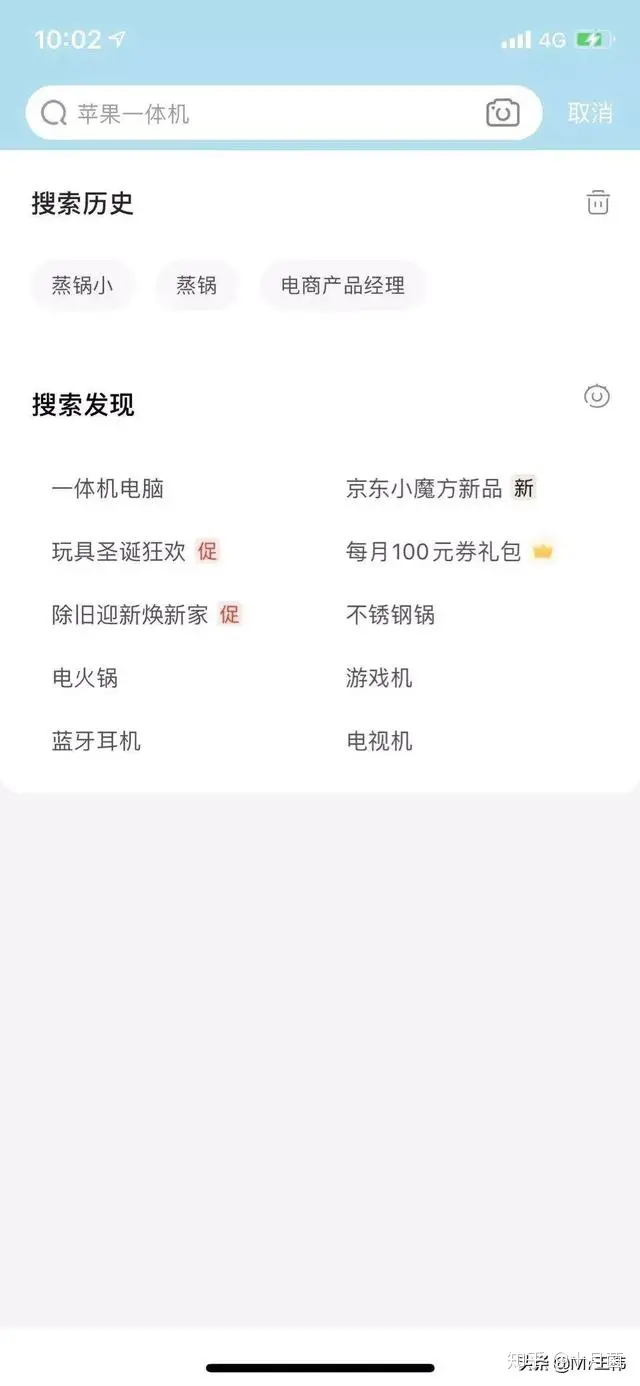 10:02 4G
苹果一体机 取消
搜索历史
蒸锅小 蒸锅 电商产品经理
搜索发现
一体机电脑 京东小魔方新品 新
玩具圣诞狂欢 促 每月100元券礼包
除旧迎新焕新家 促 不锈钢锅
电火锅 游戏机
蓝牙耳机 电视机
头条 @Mr王韩